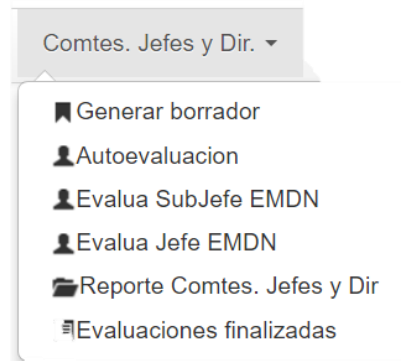 Comtes. Jefes y Dir.
Generar borrador
Autoevaluacion
Evalua SubJefe EMDN
Evalua Jefe EMDN
Reporte Comtes. Jefes y Dir
Evaluaciones finalizadas